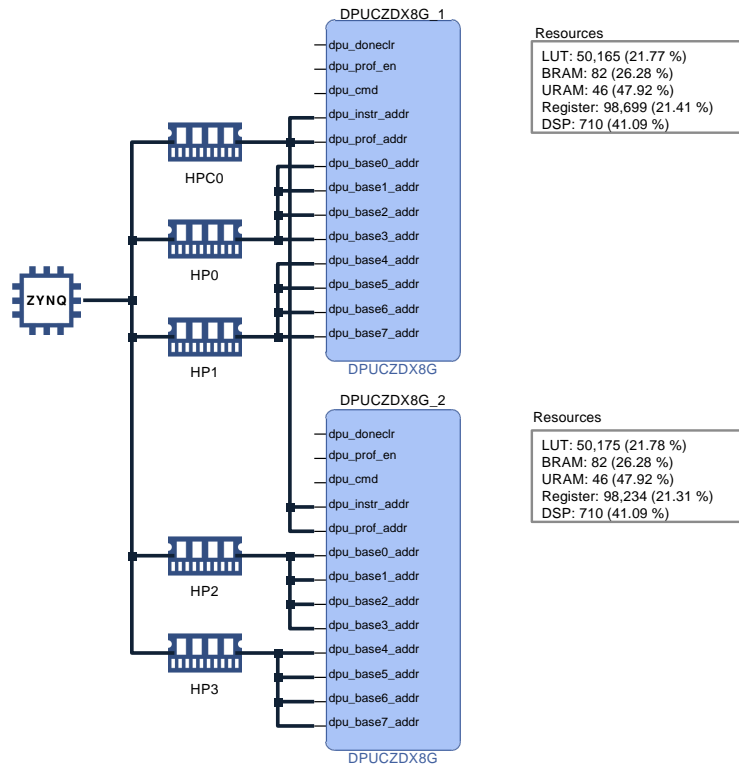 DPUCZDX8G_1
Resources
dpu_doneclr
dpu_prof_en
dpu_cmd
dpu_instr_addr
dpu_prof_addr
dpu_base0_addr
dpu_base1_addr
dpu_base2_addr
dpu_base3_addr
dpu_base4_addr
dpu_base5_addr
dpu_base6_addr
dpu_base7_addr
DPUCZDX8G
LUT: 50,165 (21.77 %)
BRAM: 82 (26.28 %)
URAM: 46 (47.92 %)
Register: 98,699 (21.41 %)
DSP: 710 (41.09 %)
HPC0
HP0
ZYNQ
HP1
DPUCZDX8G_2
Resources
dpu_doneclr
dpu_prof_en
dpu_cmd
dpu_instr_addr
dpu_prof_addr
dpu_base0_addr
dpu_base1_addr
dpu_base2_addr
dpu_base3_addr
dpu_base4_addr
dpu_base5_addr
dpu_base6_addr
dpu_base7_addr
DPUCZDX8G
LUT: 50,175 (21.78 %)
BRAM: 82 (26.28 %)
URAM: 46 (47.92 %)
Register: 98,234 (21.31 %)
DSP: 710 (41.09 %)
HP2
HP3